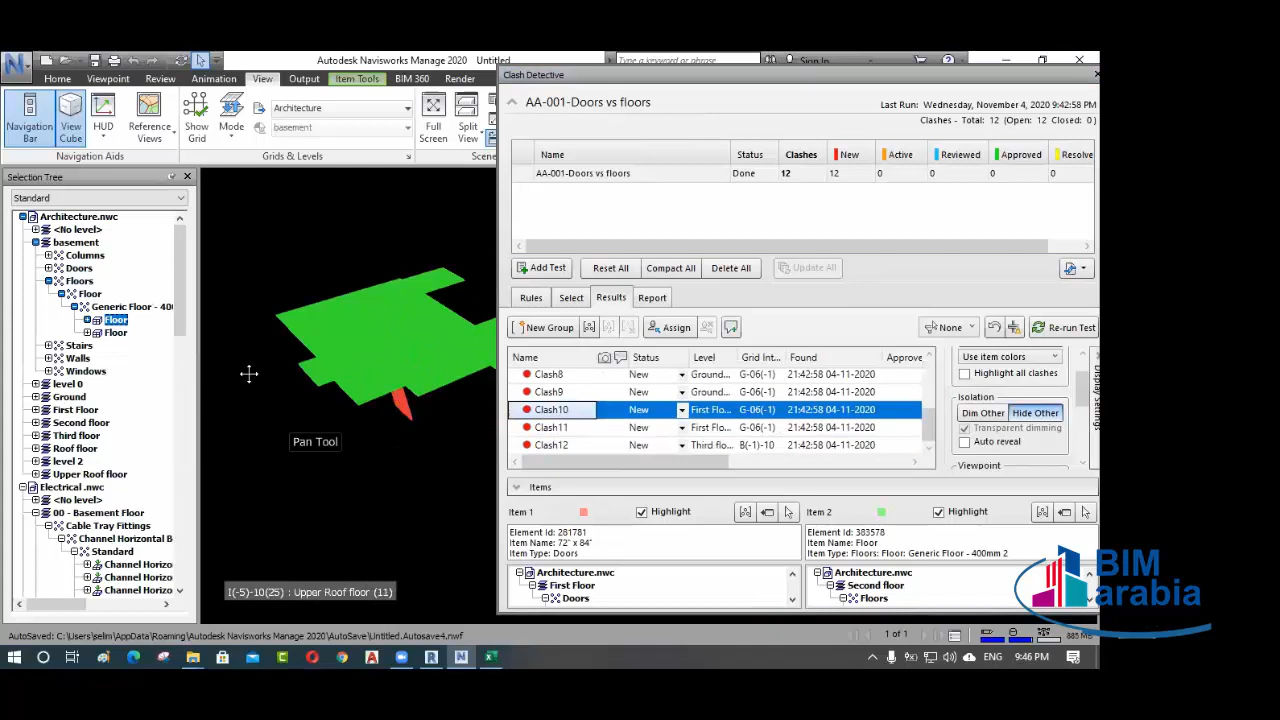 Autodesk Navisworks Manage 2020 Untitled
Type a keyword or phrase
Sign In
Home Viewpoint Review Animation View Output Item Tools BIM 360 Render
Navigation Bar
View Cube
HUD
Reference Views
Show Grid
Mode
Architecture
basement
Full Screen
Split View
Navigation Aids
Grids & Levels
Selection Tree
Standard
Architecture.nwc
<No level>
basement
Columns
Doors
Floors
Floor
Generic Floor - 400
Floor
Floor
Stairs
Walls
Windows
level 0
Ground
First Floor
Second floor
Third floor
Roof floor
level 2
Upper Roof floor
Electrical .nwc
<No level>
00 - Basement Floor
Cable Tray Fittings
Channel Horizontal B
Standard
Channel Horizo
Channel Horizo
Channel Horizo
Pan Tool
I(-5)-10(25) : Upper Roof floor (11)
Clash Detective
AA-001-Doors vs floors
Last Run: Wednesday, November 4, 2020 9:42:58 PM
Clashes - Total: 12 (Open: 12 Closed: 0)
Name Status Clashes New Active Reviewed Approved Resolve
AA-001-Doors vs floors Done 12 12 0 0 0 0
Add Test Reset All Compact All Delete All Update All
Rules Select Results Report
New Group Assign None Re-run Test
Name Status Level Grid Int... Found Approve
Clash8 New Ground... G-06(-1) 21:42:58 04-11-2020
Clash9 New Ground... G-06(-1) 21:42:58 04-11-2020
Clash10 New First Flo... G-06(-1) 21:42:58 04-11-2020
Clash11 New First Flo... G-06(-1) 21:42:58 04-11-2020
Clash12 New Third flo... B(-1)-10 21:42:58 04-11-2020
Use item colors
Highlight all clashes
Isolation
Dim Other Hide Other
Transparent dimming
Auto reveal
Viewpoint
Display Settings
Items
Item 1 Highlight
Item 2 Highlight
Element Id: 281781
Item Name: 72" x 84"
Item Type: Doors
Element Id: 383578
Item Name: Floor
Item Type: Floors: Floor: Generic Floor - 400mm 2
Architecture.nwc
First Floor
Doors
Architecture.nwc
Second floor
Floors
BIM
arabia
AutoSaved: C:\Users\selim\AppData\Roaming\Autodesk Navisworks Manage 2020\AutoSave\Untitled.Autosave4.nwf
1 of 1
885 MB
ENG 9:46 PM